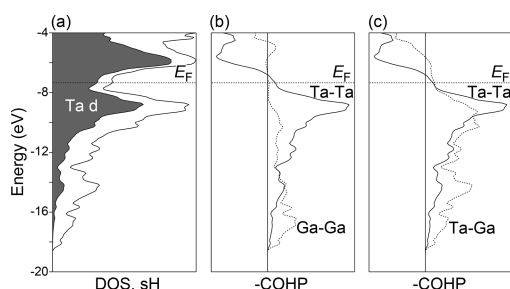 (a) (b) (c)
-4
E_F E_F E_F
-8
Ta-Ta Ta-Ta
Ta d
Energy (eV)
-12
-16
Ga-Ga Ta-Ga
-20
DOS, sH -COHP -COHP